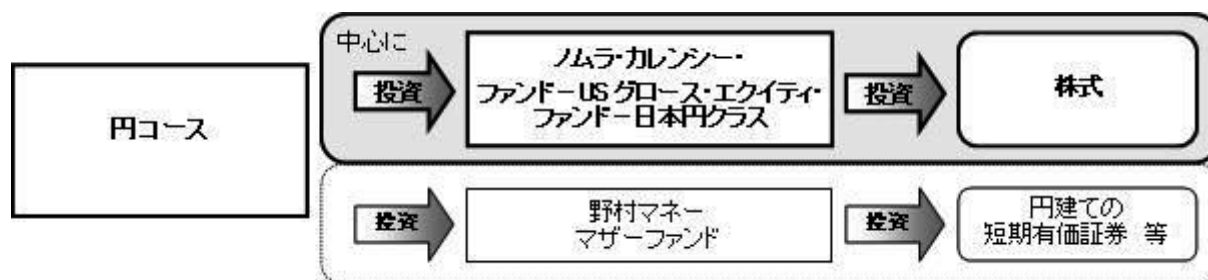 円コース
中心に
投資
ノムラ・カレンシー・
ファンド－US グロース・エクイティ・
ファンド－日本円クラス
投資
株式
投資
野村マネー
マザーファンド
投資
円建ての
短期有価証券 等